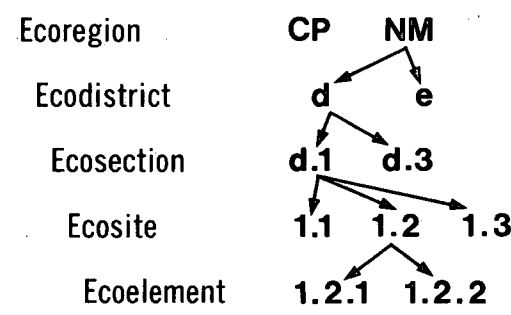 Ecoregion CP NM
Ecodistrict d e
Ecosection d.1 d.3
Ecosite 1.1 1.2 1.3
Ecoelement 1.2.1 1.2.2